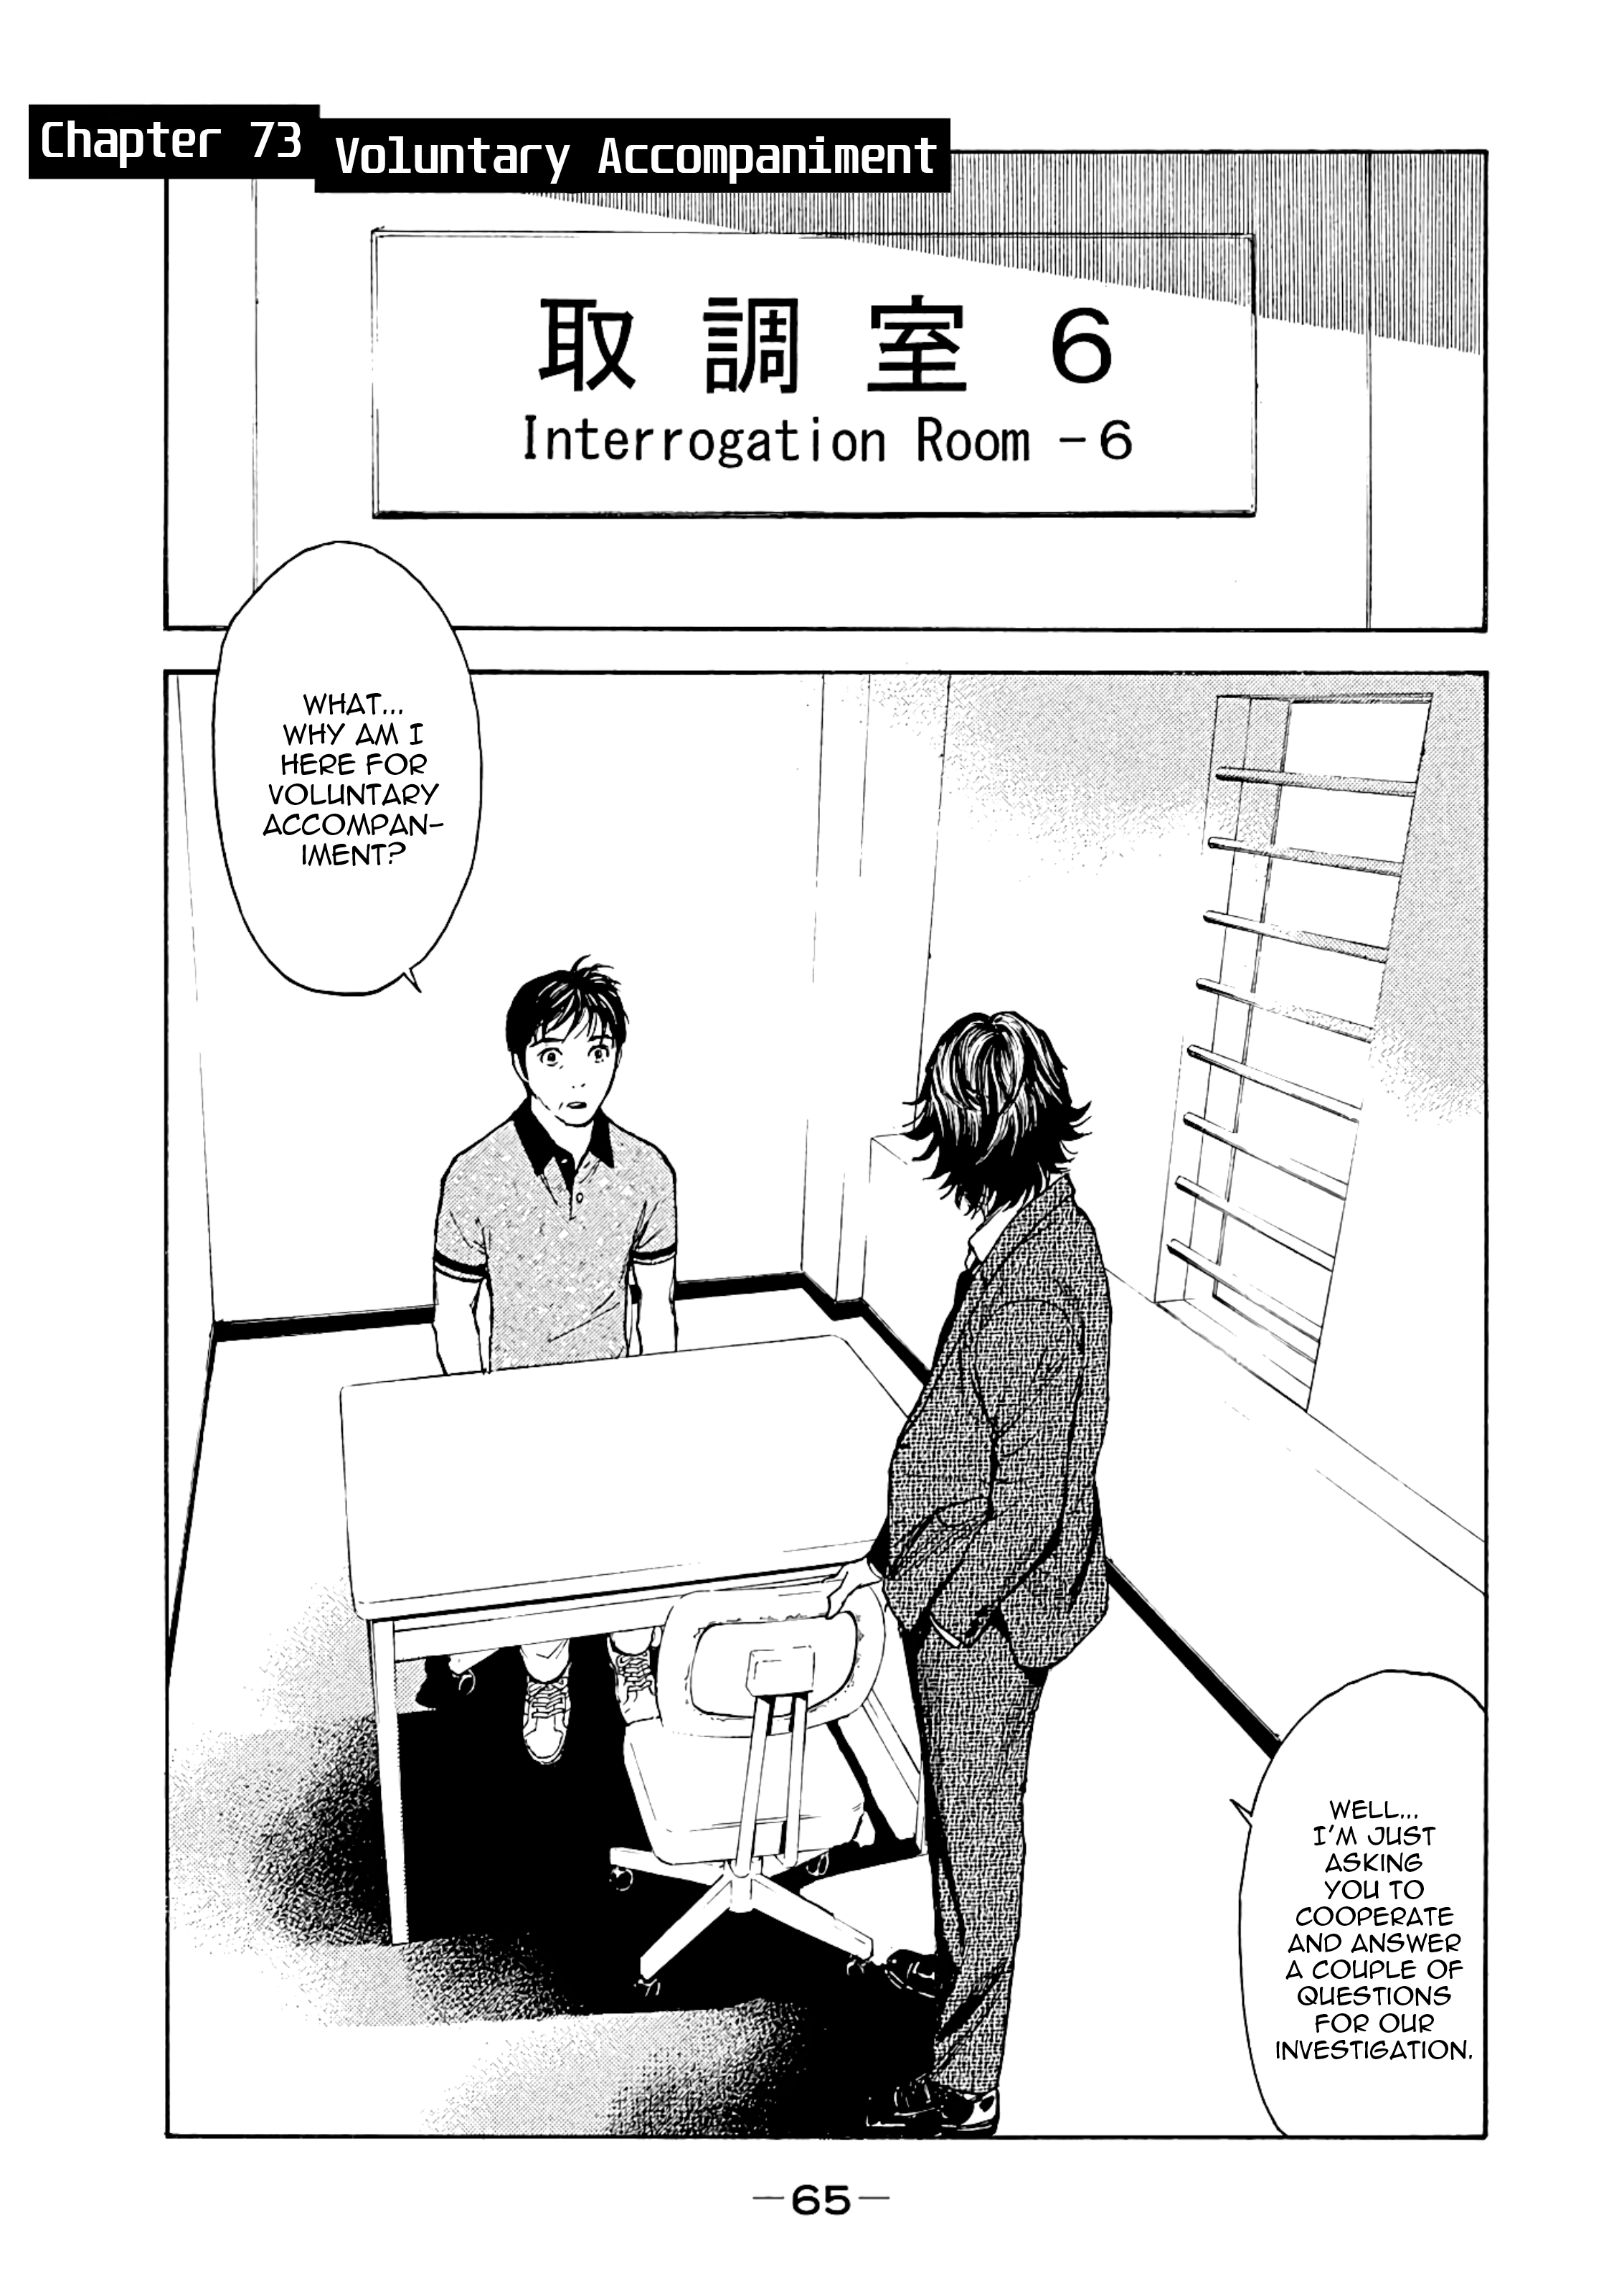 Chapter 73
Voluntary Accompaniment
取調室 6
Interrogation Room -6
WHAT...
WHY AM I
HERE FOR
VOLUNTARY
ACCOMPAN-
IMENT?
WELL...
I'M JUST
ASKING
YOU TO
COOPERATE
AND ANSWER
A COUPLE OF
QUESTIONS
FOR OUR
INVESTIGATION.
—65—